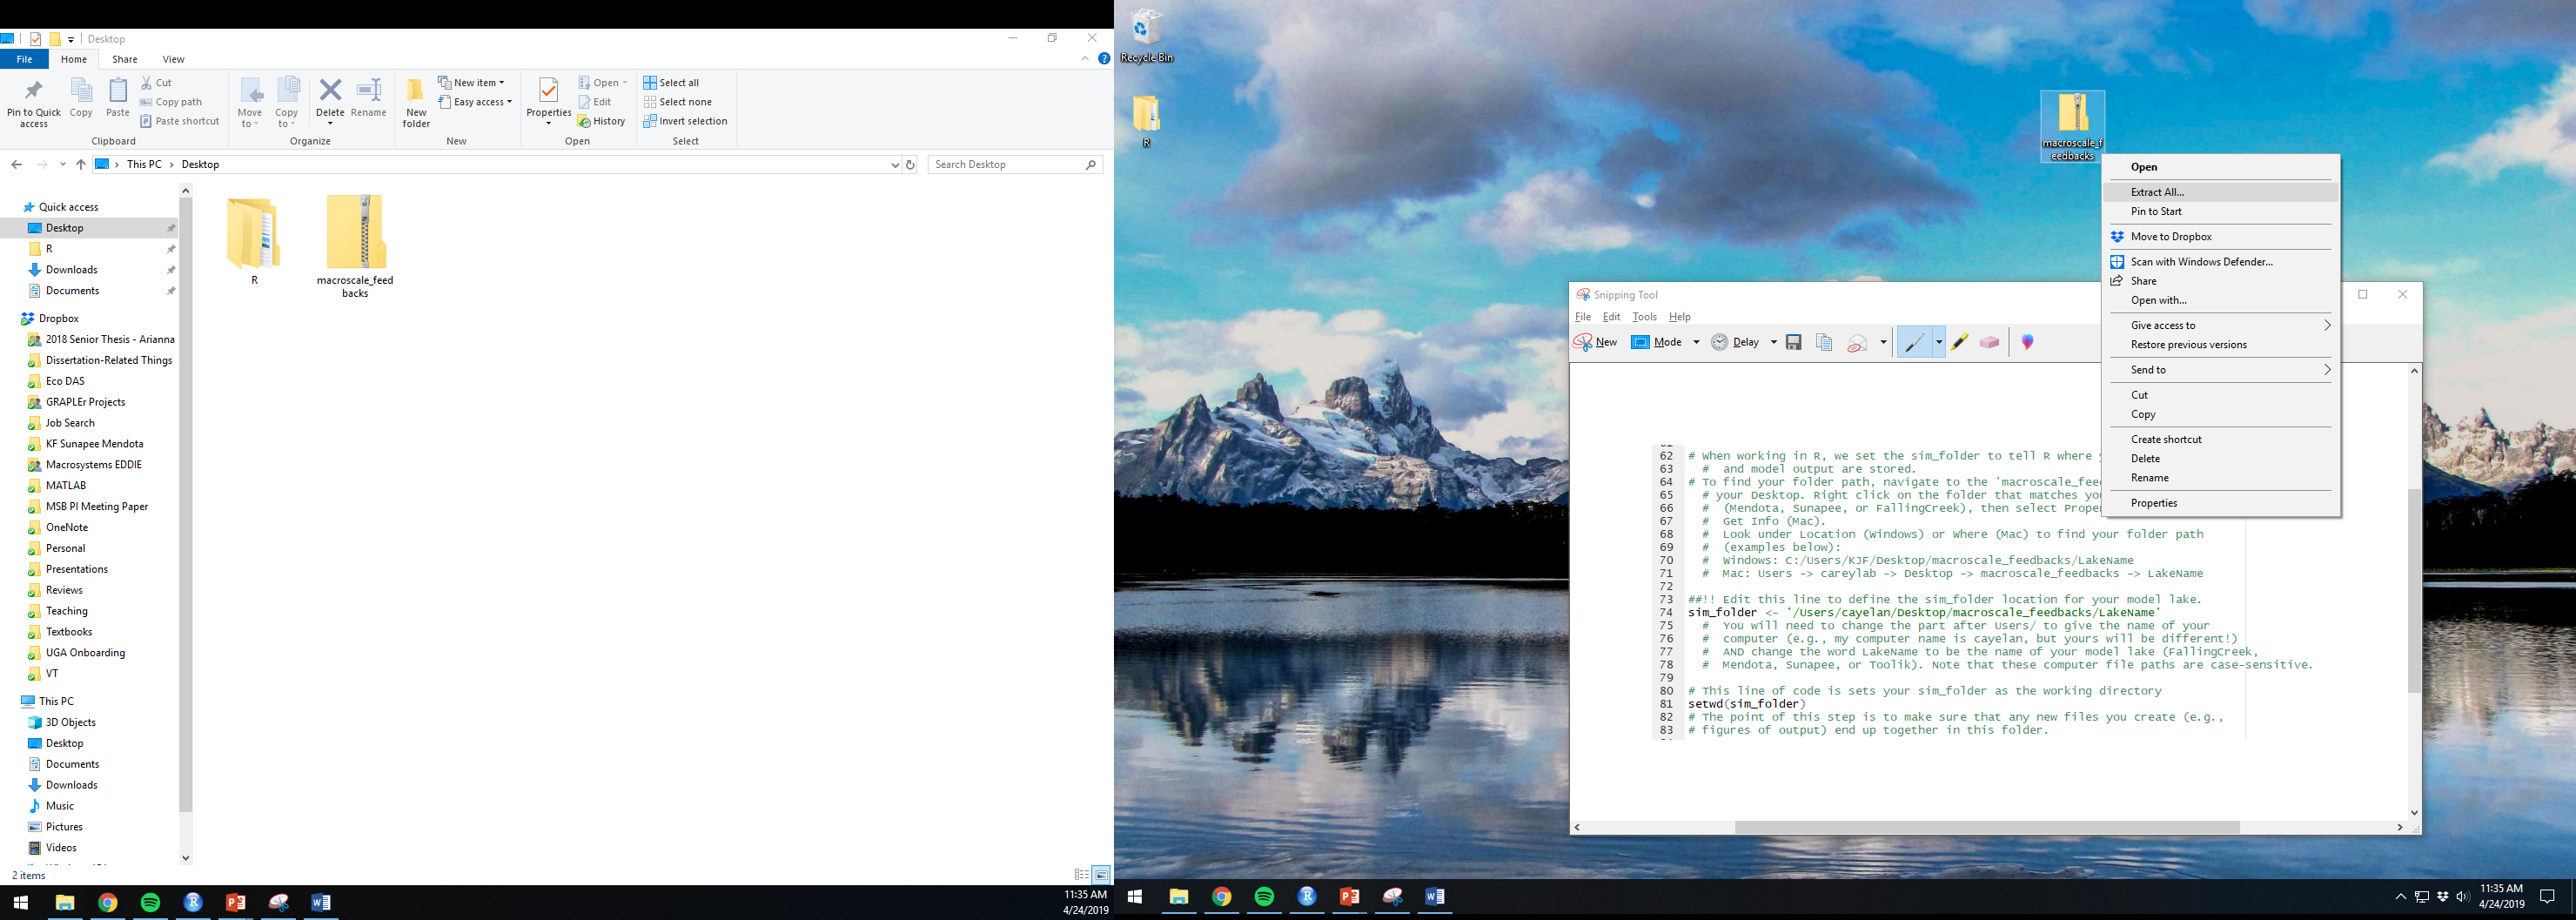 Desktop
File Home Share View
Pin to Quick access
Copy
Paste
Cut
Copy path
Paste shortcut
Clipboard
Move to
Copy to
Delete
Rename
Organize
New folder
New item
Easy access
New
Properties
Open
Edit
History
Open
Select all
Select none
Invert selection
Select
This PC > Desktop
Search Desktop
Quick access
Desktop
R
Downloads
Documents
Dropbox
2018 Senior Thesis - Arianna
Dissertation-Related Things
Eco DAS
GRAPLEr Projects
Job Search
KF Sunapee Mendota
Macrosystems EDDIE
MATLAB
MSB PI Meeting Paper
OneNote
Personal
Presentations
Reviews
Teaching
Textbooks
UGA Onboarding
VT
This PC
3D Objects
Desktop
Documents
Downloads
Music
Pictures
Videos
R
macroscale_feed
backs
2 items
11:35 AM
4/24/2019
Recycle Bin
R
macroscale_f
eedbacks
Open
Extract All...
Pin to Start
Move to Dropbox
Scan with Windows Defender...
Share
Open with...
Give access to
Restore previous versions
Send to
Cut
Copy
Create shortcut
Delete
Rename
Properties
Snipping Tool
File Edit Tools Help
New Mode Delay
62 # When working in R, we set the sim_folder to tell R where
63 # and model output are stored.
64 # To find your folder path, navigate to the 'macroscale_fee
65 # your Desktop. Right click on the folder that matches yo
66 # (Mendota, Sunapee, or FallingCreek), then select Prope
67 # Get Info (Mac).
68 # Look under Location (Windows) or Where (Mac) to find your folder path
69 # (examples below):
70 # Windows: C:/Users/KJF/Desktop/macroscale_feedbacks/LakeName
71 # Mac: Users -> careylab -> Desktop -> macroscale_feedbacks -> LakeName
72
73 ##!! Edit this line to define the sim_folder location for your model lake.
74 sim_folder <- '/Users/cayelan/Desktop/macroscale_feedbacks/LakeName'
75 # You will need to change the part after Users/ to give the name of your
76 # computer (e.g., my computer name is cayelan, but yours will be different!)
77 # AND change the word LakeName to be the name of your model lake (FallingCreek,
78 # Mendota, Sunapee, or Toolik). Note that these computer file paths are case-sensitive.
79
80 # This line of code is sets your sim_folder as the working directory
81 setwd(sim_folder)
82 # The point of this step is to make sure that any new files you create (e.g.,
83 # figures of output) end up together in this folder.
11:35 AM
4/24/2019